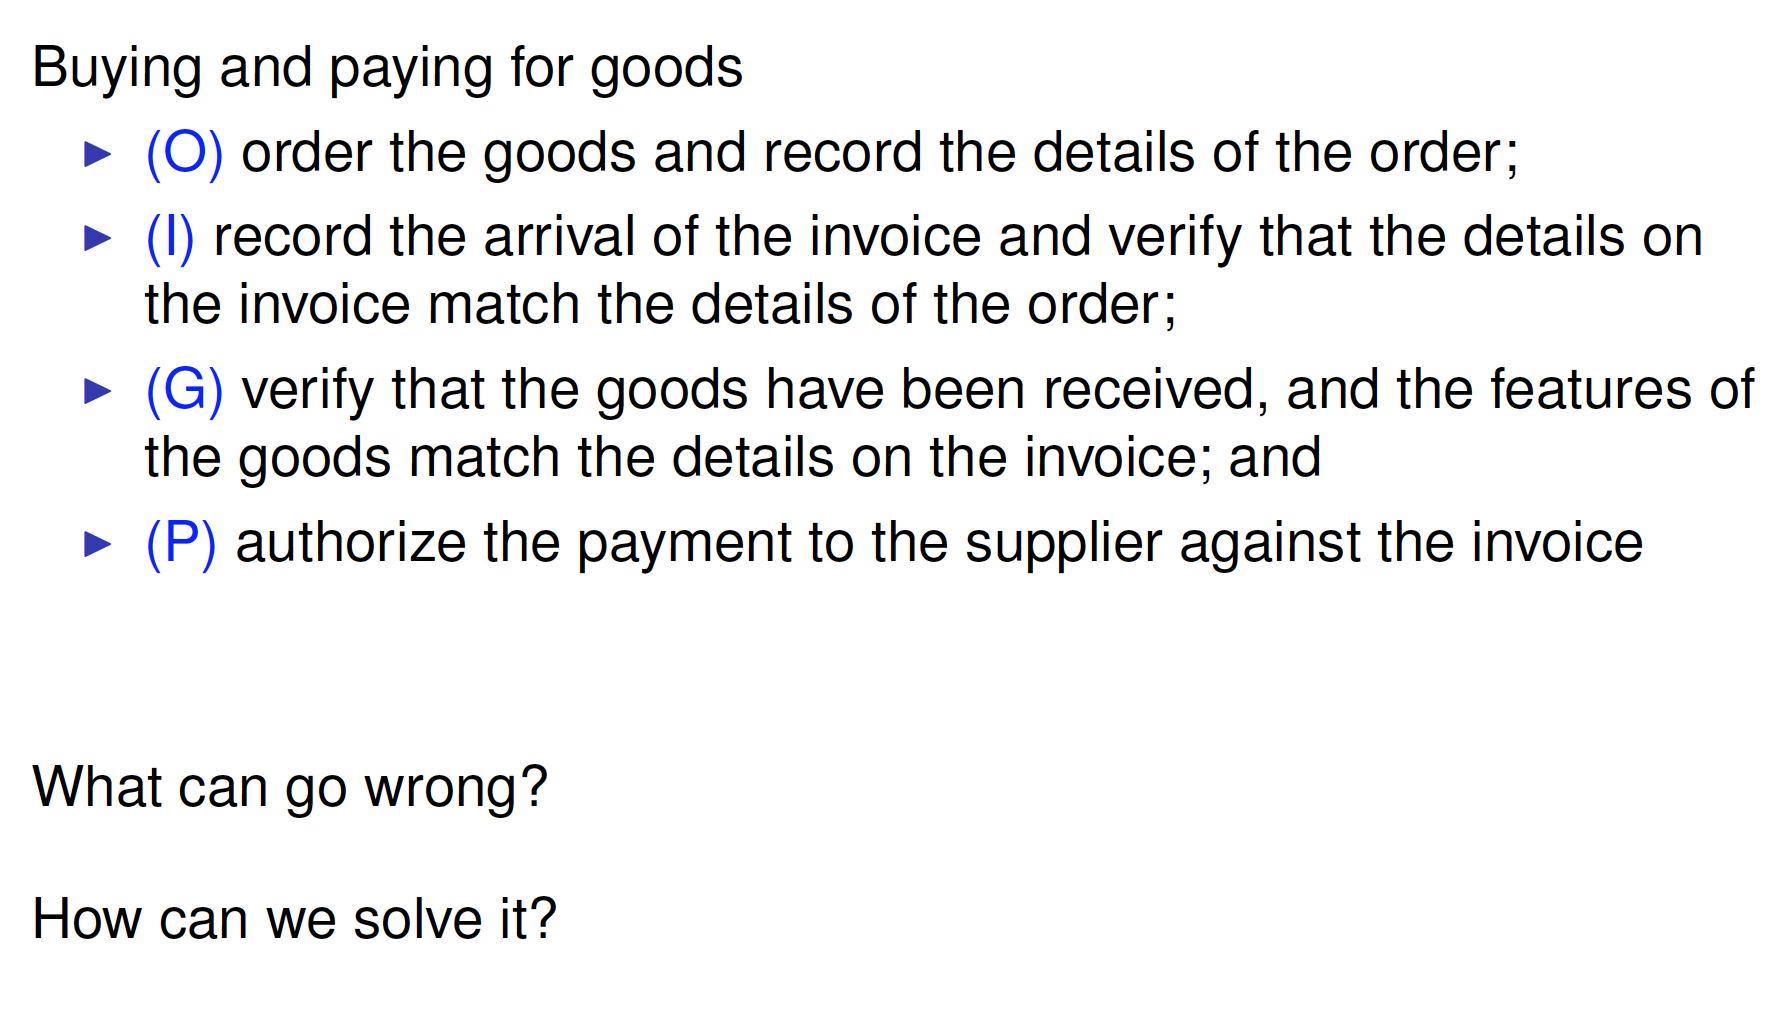 Buying and paying for goods
▶ (O) order the goods and record the details of the order;
▶ (I) record the arrival of the invoice and verify that the details on
the invoice match the details of the order;
▶ (G) verify that the goods have been received, and the features of
the goods match the details on the invoice; and
▶ (P) authorize the payment to the supplier against the invoice
What can go wrong?
How can we solve it?